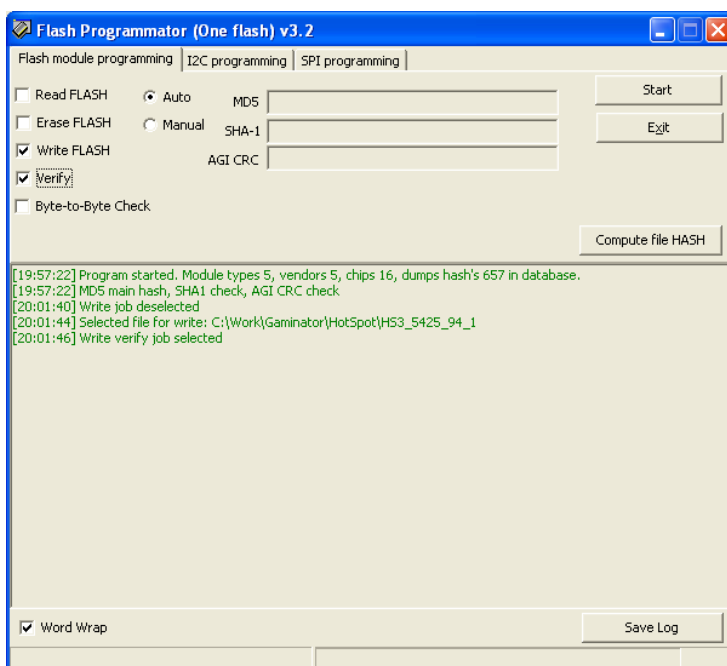 Flash Programmator (One flash) v3.2
Flash module programming I2C programming SPI programming
Read FLASH Auto MD5 Start
Erase FLASH Manual SHA-1 Exit
Write FLASH AGI CRC
Verify
Byte-to-Byte Check
Compute file HASH
[19:57:22] Program started. Module types 5, vendors 5, chips 16, dumps hash's 657 in database.
[19:57:22] MD5 main hash, SHA1 check, AGI CRC check
[20:01:40] Write job deselected
[20:01:44] Selected file for write: C:\Work\Gaminator\HotSpot\HS3_5425_94_1
[20:01:46] Write verify job selected
Word Wrap Save Log